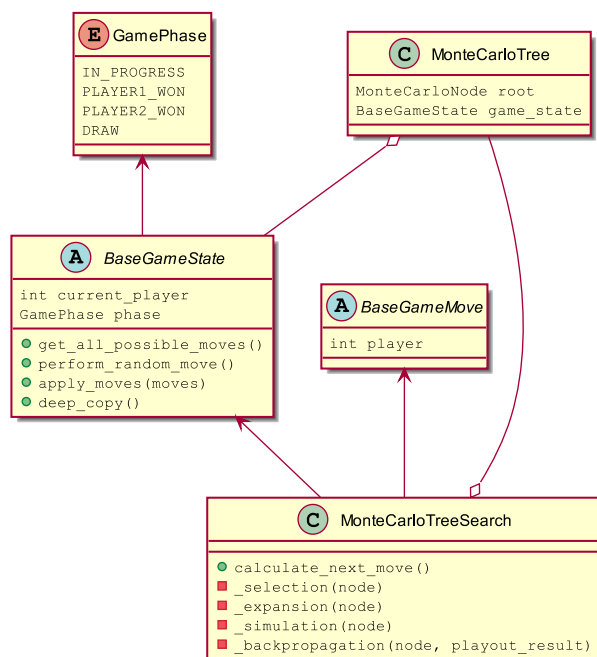 E GamePhase
IN_PROGRESS
PLAYER1_WON
PLAYER2_WON
DRAW
C MonteCarloTree
MonteCarloNode root
BaseGameState game_state
A BaseGameState
int current_player
GamePhase phase
get_all_possible_moves()
perform_random_move()
apply_moves(moves)
deep_copy()
A BaseGameMove
int player
C MonteCarloTreeSearch
calculate_next_move()
_selection(node)
_expansion(node)
_simulation(node)
_backpropagation(node, playout_result)